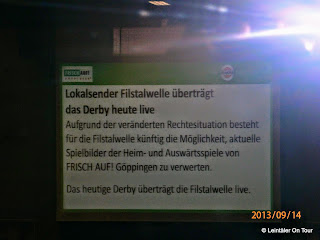 FRISCH AUF!
GÖPPINGEN
Lokalsender Filstalwelle überträgt
das Derby heute live
Aufgrund der veränderten Rechtesituation besteht
für die Filstalwelle künftig die Möglichkeit, aktuelle
Spielbilder der Heim- und Auswärtsspiele von
FRISCH AUF! Göppingen zu verwerten.
Das heutige Derby überträgt die Filstalwelle live.
2013/09/14
© Leintäler On Tour